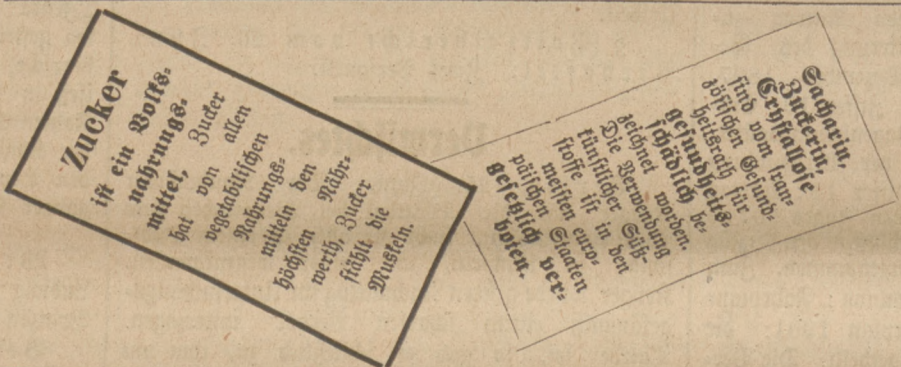 Zucker
ist ein Volks-
nahrungs-
mittel, Zucker
hat von allen
vegetabilischen
Nahrungs-
mitteln den
höchsten Nähr-
werth, Zucker
stählt die
Muskeln.
Sacharin,
Zuckerin,
Crystallose
sind vom fran-
zösischen Gesund-
heitsrath für
gesundheits-
schädlich be-
zeichnet worden.
Die Verwendung
künstlicher Süß-
stoffe ist in den
meisten euro-
päischen Staaten
gesetzlich ver-
boten.